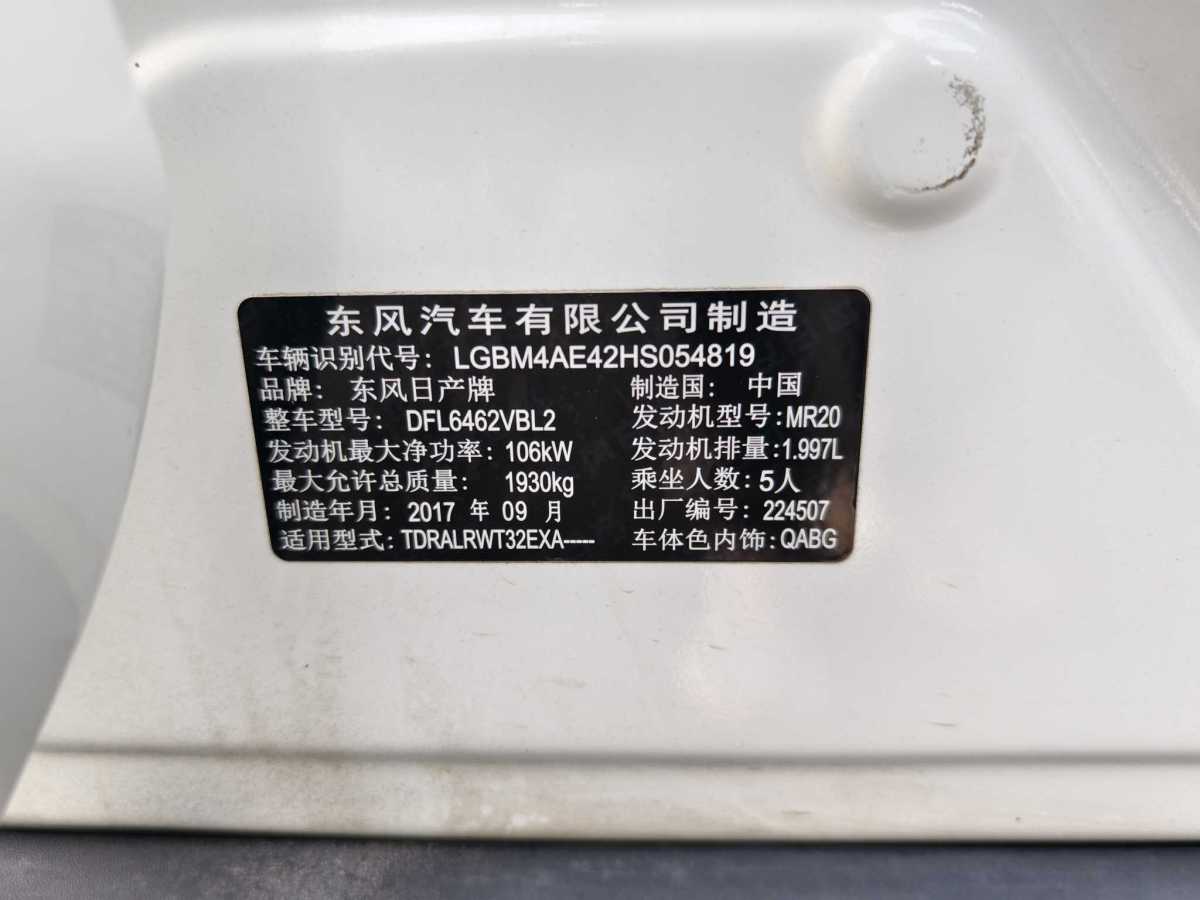 东风汽车有限公司制造
车辆识别代号: LGBM4AE42HS054819
品牌: 东风日产牌 制造国: 中国
整车型号: DFL6462VBL2 发动机型号:MR20
发动机最大净功率: 106kW 发动机排量:1.997L
最大允许总质量: 1930kg 乘坐人数: 5人
制造年月: 2017 年 09 月 出厂编号: 224507
适用型式: TDRALRWT32EXA----- 车体色内饰:QABG